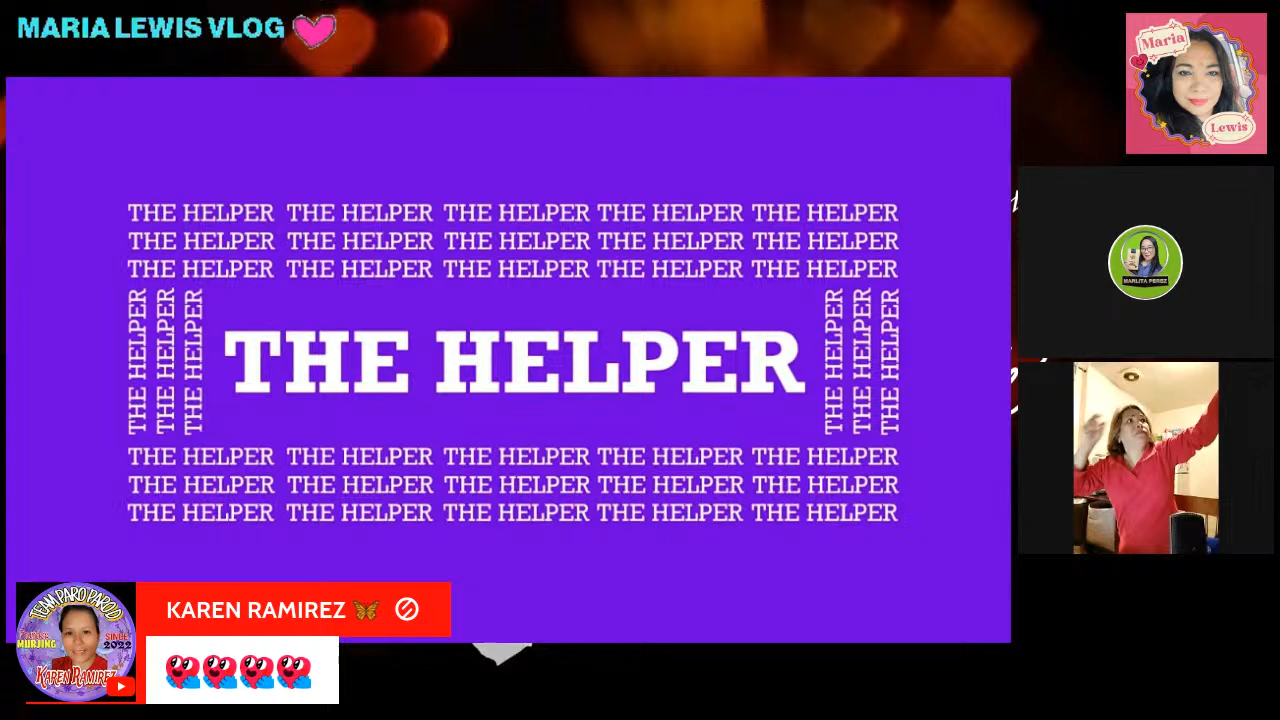 MARIA LEWIS VLOG
Maria
Lewis
THE HELPER THE HELPER THE HELPER THE HELPER THE HELPER
THE HELPER THE HELPER THE HELPER THE HELPER THE HELPER
THE HELPER THE HELPER THE HELPER THE HELPER THE HELPER
THE HELPER
THE HELPER
THE HELPER
THE HELPER
THE HELPER
THE HELPER
THE HELPER
THE HELPER THE HELPER THE HELPER THE HELPER THE HELPER
THE HELPER THE HELPER THE HELPER THE HELPER THE HELPER
THE HELPER THE HELPER THE HELPER THE HELPER THE HELPER
MARLITA PEREZ
TEAM PARO PARO
MURJING
SINCE
2022
KAREN RAMIREZ
KAREN RAMIREZ